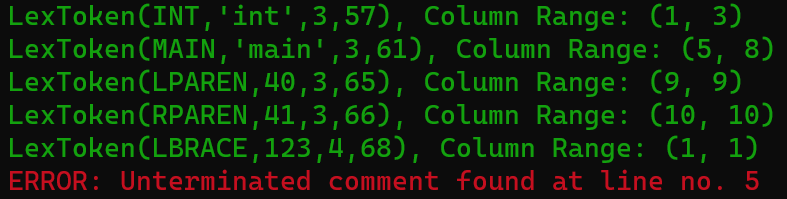 LexToken(INT,'int',3,57), Column Range: (1, 3)
LexToken(MAIN,'main',3,61), Column Range: (5, 8)
LexToken(LPAREN,40,3,65), Column Range: (9, 9)
LexToken(RPAREN,41,3,66), Column Range: (10, 10)
LexToken(LBRACE,123,4,68), Column Range: (1, 1)
ERROR: Unterminated comment found at line no. 5